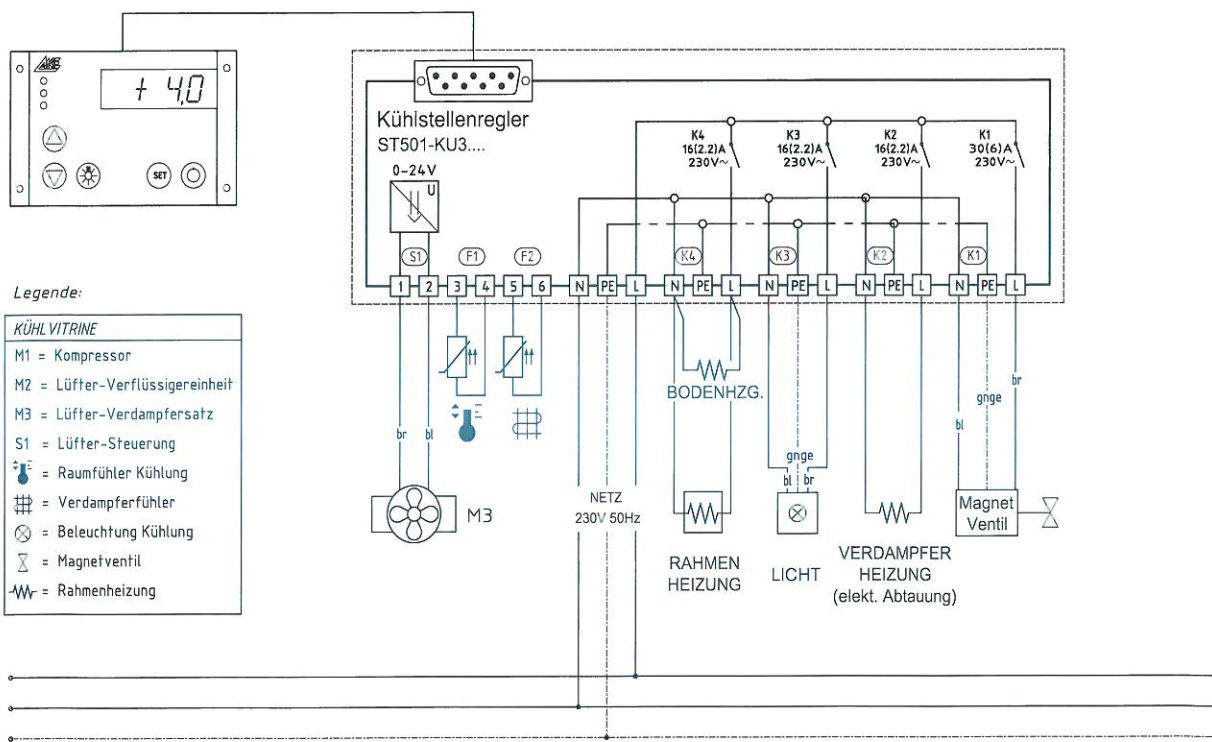 + 4,0
SET
Kühlstellenregler
ST501-KU3....
0-24V
U
K4
16(2.2)A
230V~
K3
16(2.2)A
230V~
K2
16(2.2)A
230V~
K1
30(6)A
230V~
S1 F1 F2 K4 K3 K2 K1
1 2 3 4 5 6 N PE L N PE L N PE L N PE L N PE L
Legende:
KÜHLVITRINE
M1 = Kompressor
M2 = Lüfter-Verflüssigereinheit
M3 = Lüfter-Verdampfersatz
S1 = Lüfter-Steuerung
= Raumfühler Kühlung
= Verdampferfühler
= Beleuchtung Kühlung
= Magnetventil
= Rahmenheizung
br bl
M3
NETZ
230V 50Hz
BODENHZG.
RAHMEN
HEIZUNG
gnge
bl br
LICHT
VERDAMPFER
HEIZUNG
(elekt. Abtauung)
bl gnge br
Magnet
Ventil